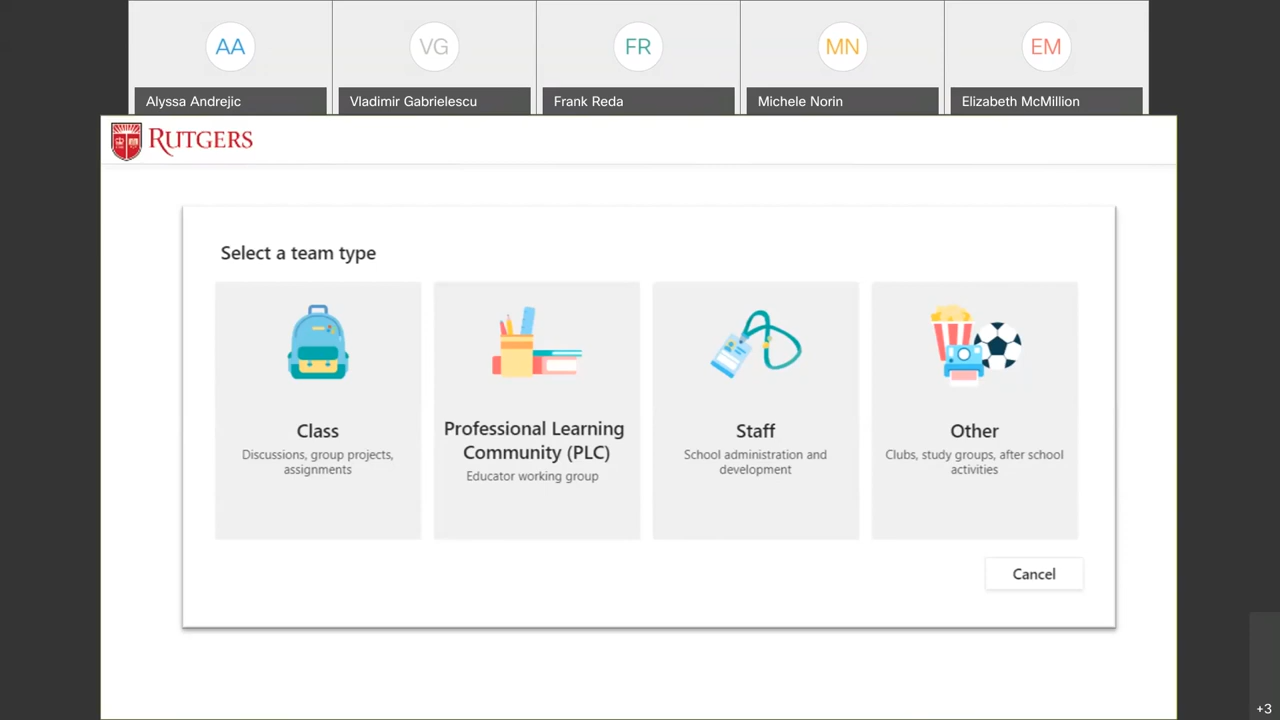 AA
VG
FR
MN
EM
Alyssa Andrejic
Vladimir Gabrielescu
Frank Reda
Michele Norin
Elizabeth McMillion
RUTGERS
Select a team type
Class
Discussions, group projects,
assignments
Professional Learning
Community (PLC)
Educator working group
Staff
School administration and
development
Other
Clubs, study groups, after school
activities
Cancel
+3